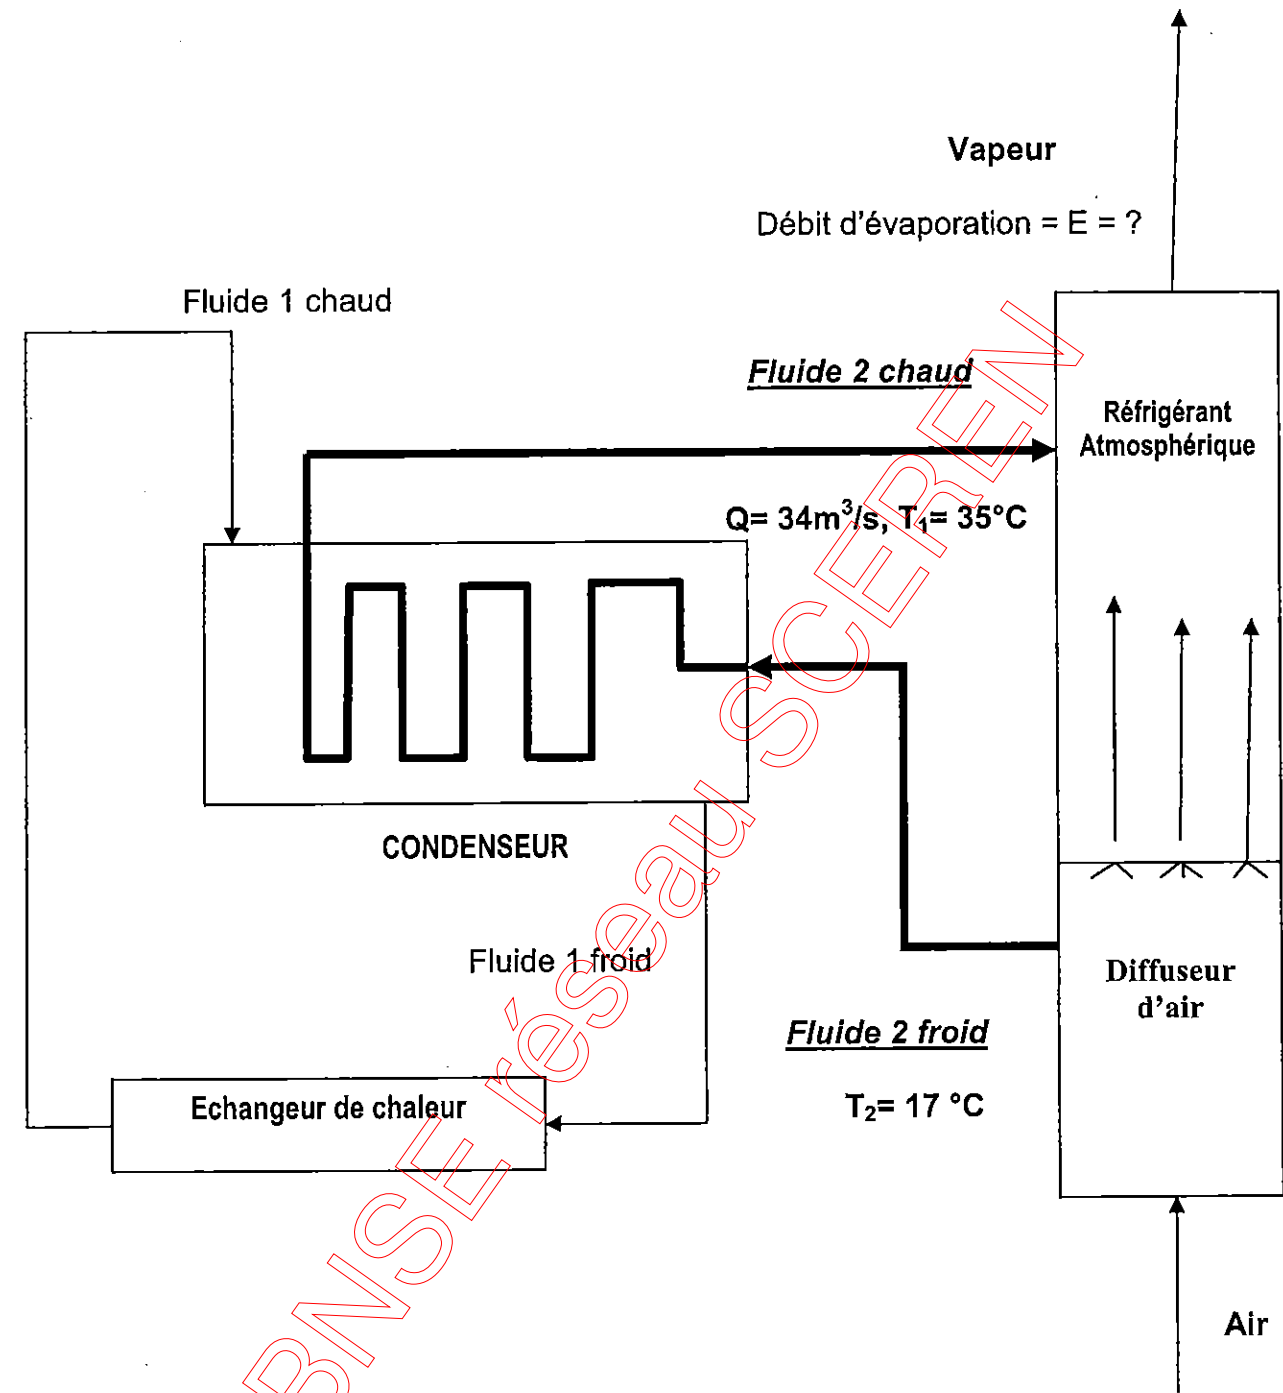 Vapeur
Débit d'évaporation = E = ?
Fluide 1 chaud
Fluide 2 chaud
Réfrigérant
Atmosphérique
Q= 34m³/s, T₁= 35°C
CONDENSEUR
Fluide 1 froid
Diffuseur
d'air
Fluide 2 froid
Echangeur de chaleur
T₂= 17 °C
Air
BNSE réseau SCEREN